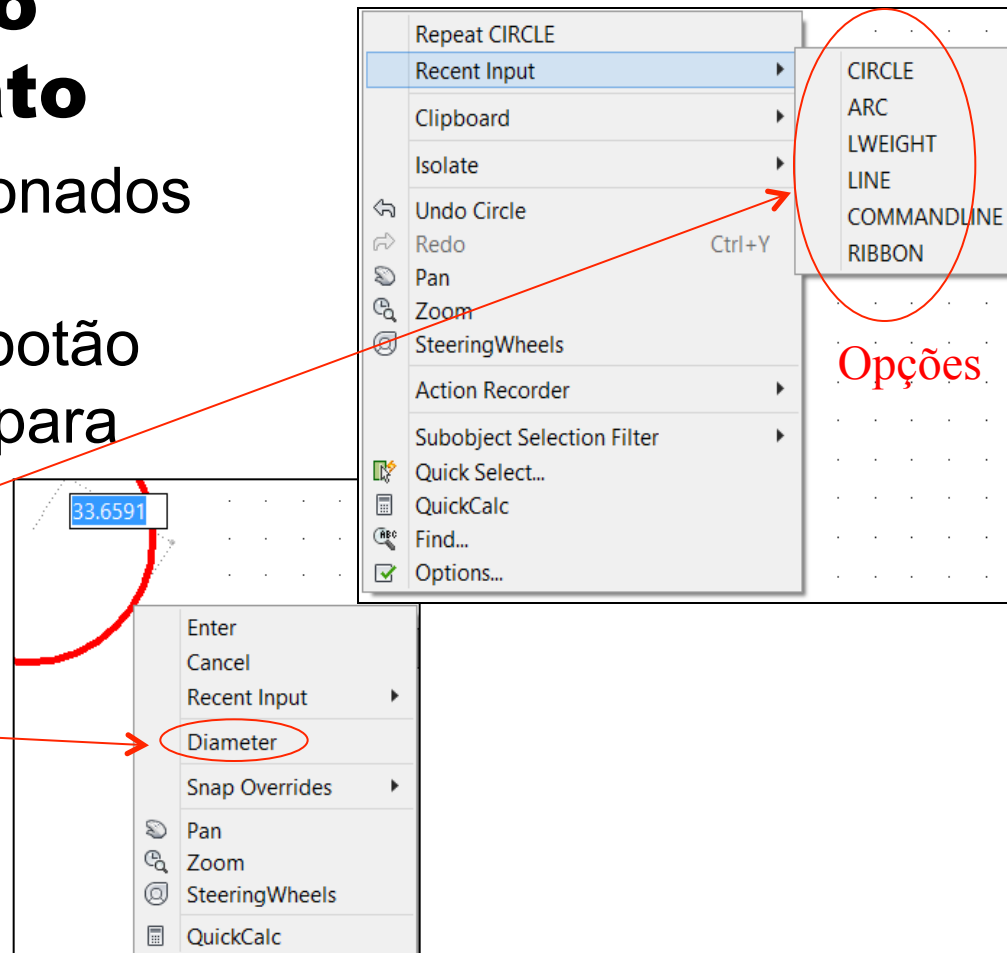 o
ato
onados
botão
para
Repeat CIRCLE
Recent Input
Clipboard
Isolate
Undo Circle
Redo Ctrl+Y
Pan
Zoom
SteeringWheels
Action Recorder
Subobject Selection Filter
Quick Select...
QuickCalc
Find...
Options...
CIRCLE
ARC
LWEIGHT
LINE
COMMANDLINE
RIBBON
Opções
33.6591
Enter
Cancel
Recent Input
Diameter
Snap Overrides
Pan
Zoom
SteeringWheels
QuickCalc